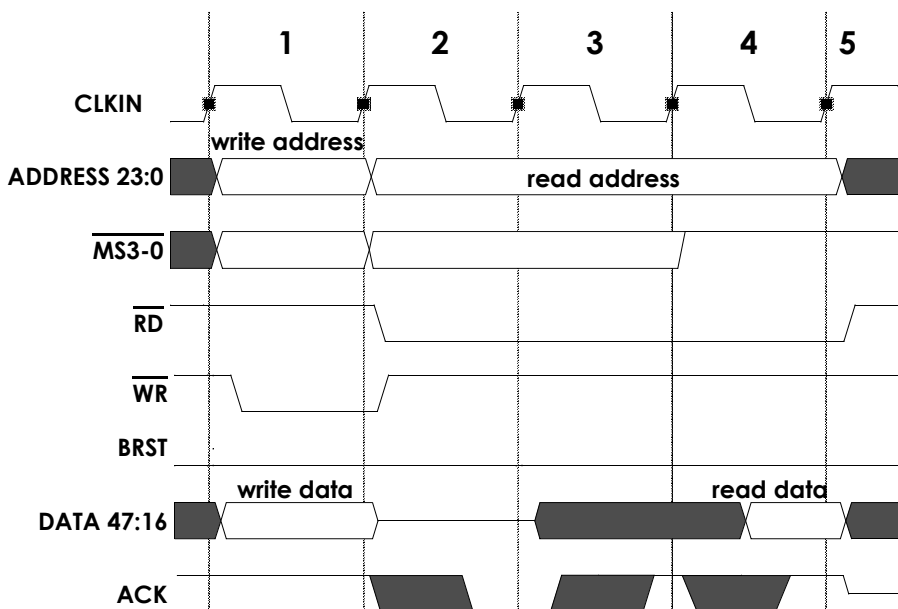 1 2 3 4 5
CLKIN
write address
ADDRESS 23:0
read address
MS3-0
RD
WR
BRST
write data
read data
DATA 47:16
ACK